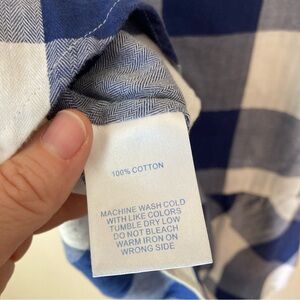 100% COTTON
MACHINE WASH COLD
WITH LIKE COLORS
TUMBLE DRY LOW
DO NOT BLEACH
WARM IRON ON
WRONG SIDE